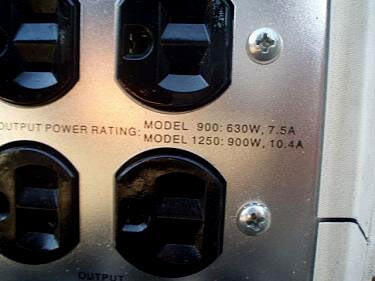 OUTPUT POWER RATING: MODEL 900: 630W, 7.5A
MODEL 1250: 900W, 10.4A
OUTPUT